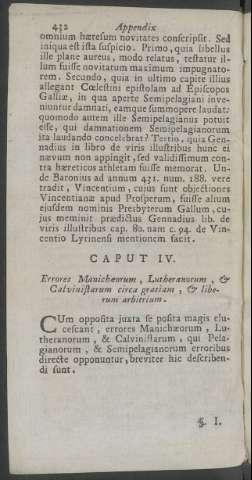 432 Appendix
omnium hæresum novitates conscripsit. Sed
iniqua est ista suspicio. Primo, quia libellus
ille plane aureus, modo relatus, testatur il-
lum fuisse novitatum maximum impugnato-
rem. Secundo, quia in ultimo capite illius
allegant Cœlestini epistolam ad Episcopos
Galliæ, in qua aperte Semipelagiani inve-
niuntur damnati, eamque summopere laudat:
quomodo autem ille Semipelagianus potuit
esse, qui damnationem Semipelagianorum
ita laudando concelebrat? Tertio, quia Gen-
nadius in libro de viris illustribus hunc ei
nævum non appingit, sed validissimum con-
tra hæreticos athletam fuisse memorat. Un-
de Baronius ad annum 431. num. 188. vere
tradit, Vincentium, cujus sunt objectiones
Vincentianæ apud Prosperum, fuisse alium
ejusdem nominis Presbyterum Gallum, cu-
jus meminit prædictus Gennadius lib. de
viris illustribus cap. 80. nam c. 94. de Vin-
centio Lyrinensi mentionem facit.
CAPUT IV.
Errores Manichæorum, Lutheranorum, &
Calvinistarum circa gratiam, & libe-
rum arbitrium.
CUm opposita juxta se posita magis elu-
cescant, errores Manichæorum, Lu-
theranorum, & Calvinistarum, qui Pela-
gianorum, & Semipelagianorum erroribus
directe opponuntur, breviter hic describen-
di sunt.
§. I.